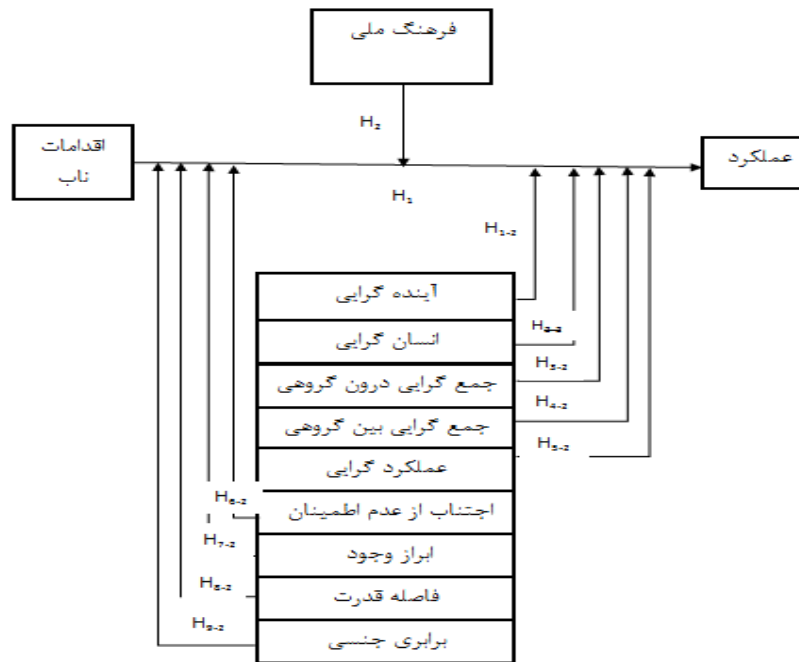 فرهنگ ملی
H₂
اقدامات
ناب
عملکرد
H₁
H₁₋₂
آینده گرایی
انسان گرایی
H₂₋₂
جمع گرایی درون گروهی
H₃₋₂
جمع گرایی بین گروهی
H₄₋₂
عملکرد گرایی
H₅₋₂
اجتناب از عدم اطمینان
H₆₋₂
ابراز وجود
H₇₋₂
فاصله قدرت
H₈₋₂
برابری جنسی
H₉₋₂